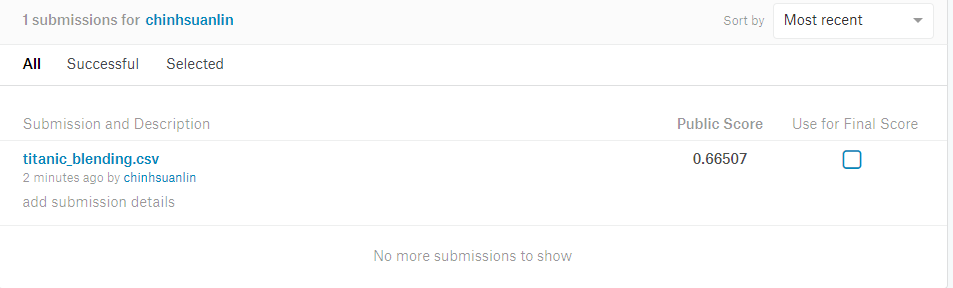 1 submissions for chinhsuanlin
Sort by Most recent
All Successful Selected
Submission and Description Public Score Use for Final Score
titanic_blending.csv 0.66507
2 minutes ago by chinhsuanlin
add submission details
No more submissions to show